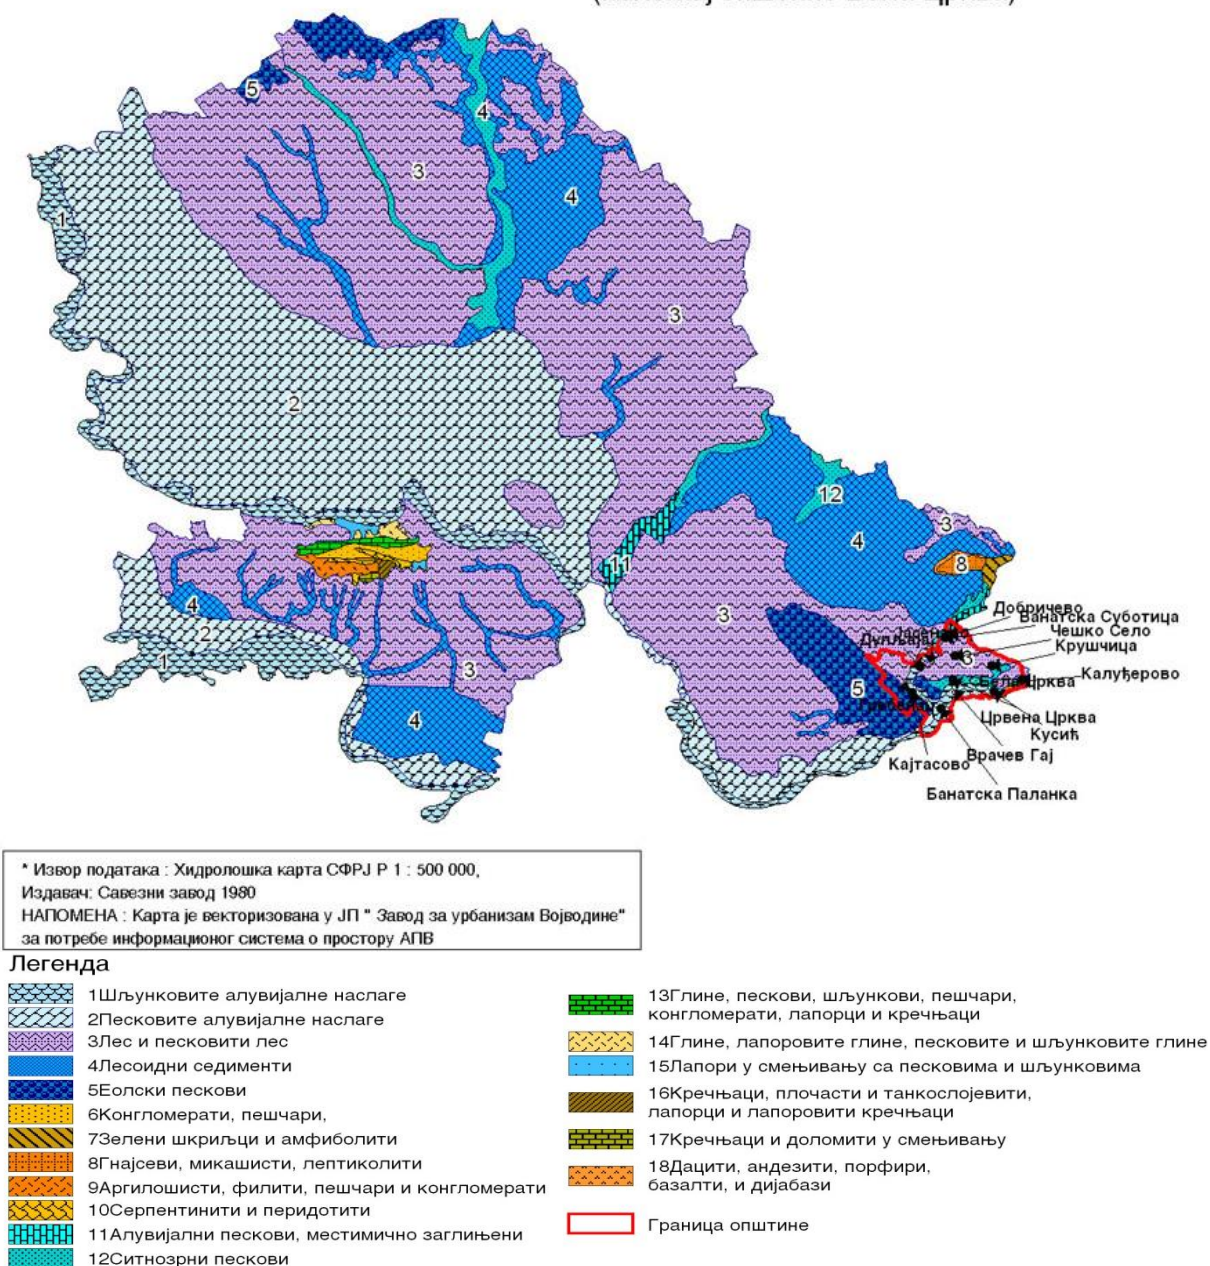 5
4
3
4
1
3
2
12
3
4
8
11
4
2
3
1
3
3
5
4
Добричево
Банатска Суботица
Чешко Село
Крушчица
Калуђерово
Бела Црква
Црвена Црква
Кусић
Врачев Гај
Кајтасово
Банатска Паланка
* Извор података : Хидролошка карта СФРЈ Р 1 : 500 000,
Издавач: Савезни завод 1980
НАПОМЕНА : Карта је векторизована у ЈП " Завод за урбанизам Војводине"
за потребе информационог система о простору АПВ
Легенда
1Шљунковите алувијалне наслаге
2Песковите алувијалне наслаге
3Лес и песковити лес
4Лесоидни седименти
5Еолски пескови
6Конгломерати, пешчари,
7Зелени шкриљци и амфиболити
8Гнајсеви, микашисти, лептиколити
9Аргилошисти, филити, пешчари и конгломерати
10Серпентинити и перидотити
11Алувијални пескови, местимично заглињени
12Ситнозрни пескови
13Глине, пескови, шљункови, пешчари,
конгломерати, лапорци и кречњаци
14Глине, лапоровите глине, песковите и шљунковите глине
15Лапори у смењивању са песковима и шљунковима
16Кречњаци, плочасти и танкослојевити,
лапорци и лапоровити кречњаци
17Кречњаци и доломити у смењивању
18Дацити, андезити, порфири,
базалти, и дијабази
Граница општине